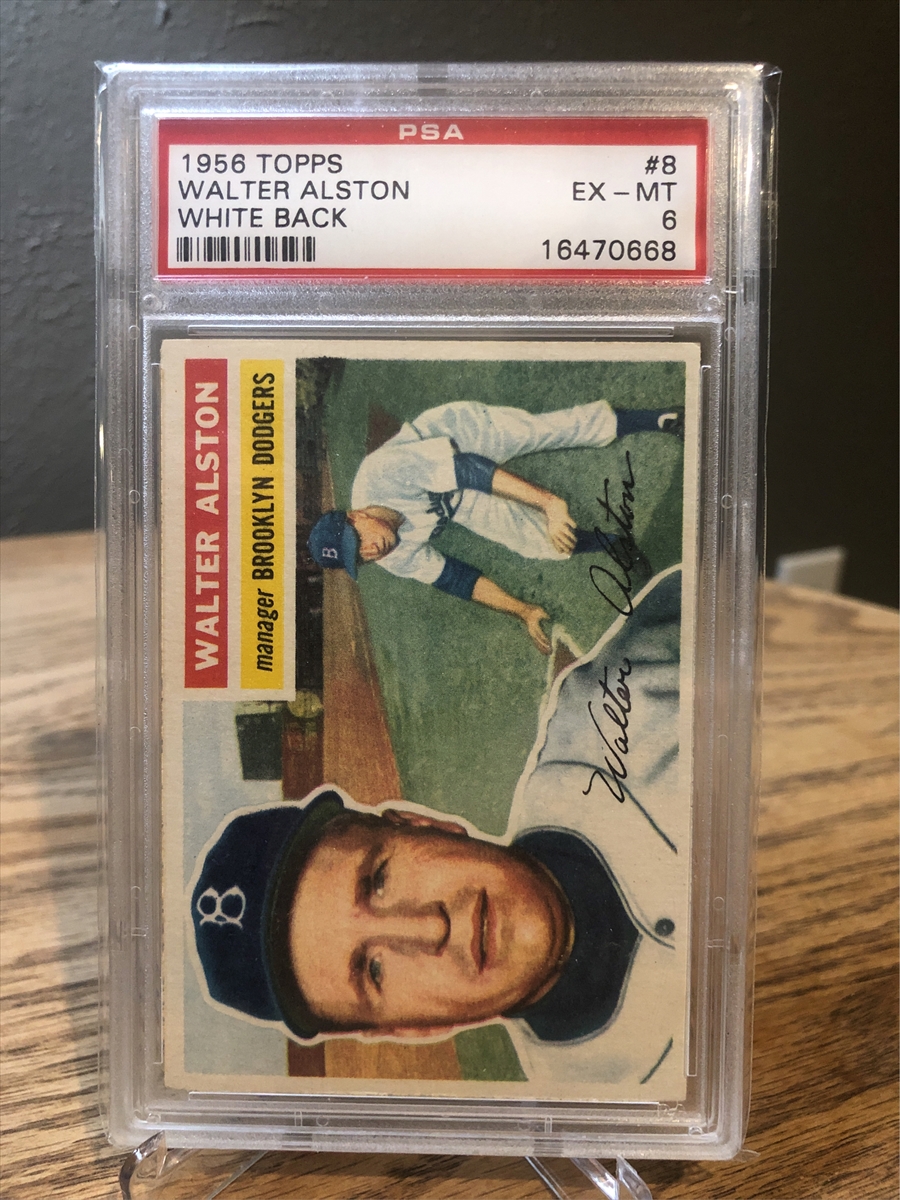 PSA
1956 TOPPS #8
WALTER ALSTON EX - MT
WHITE BACK 6
16470668
WALTER ALSTON
manager BROOKLYN DODGERS
B
Walter Alston
B